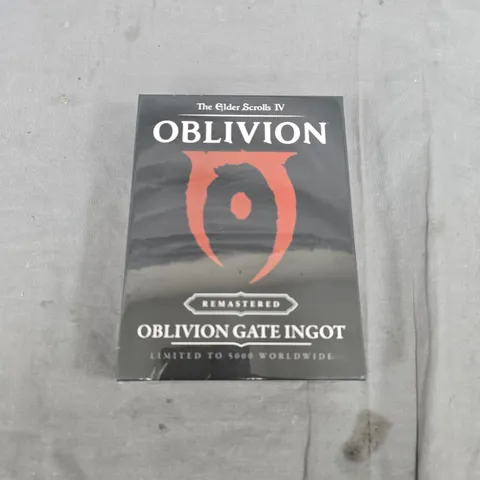 The Elder Scrolls IV
OBLIVION
REMASTERED
OBLIVION GATE INGOT
LIMITED TO 5000 WORLDWIDE